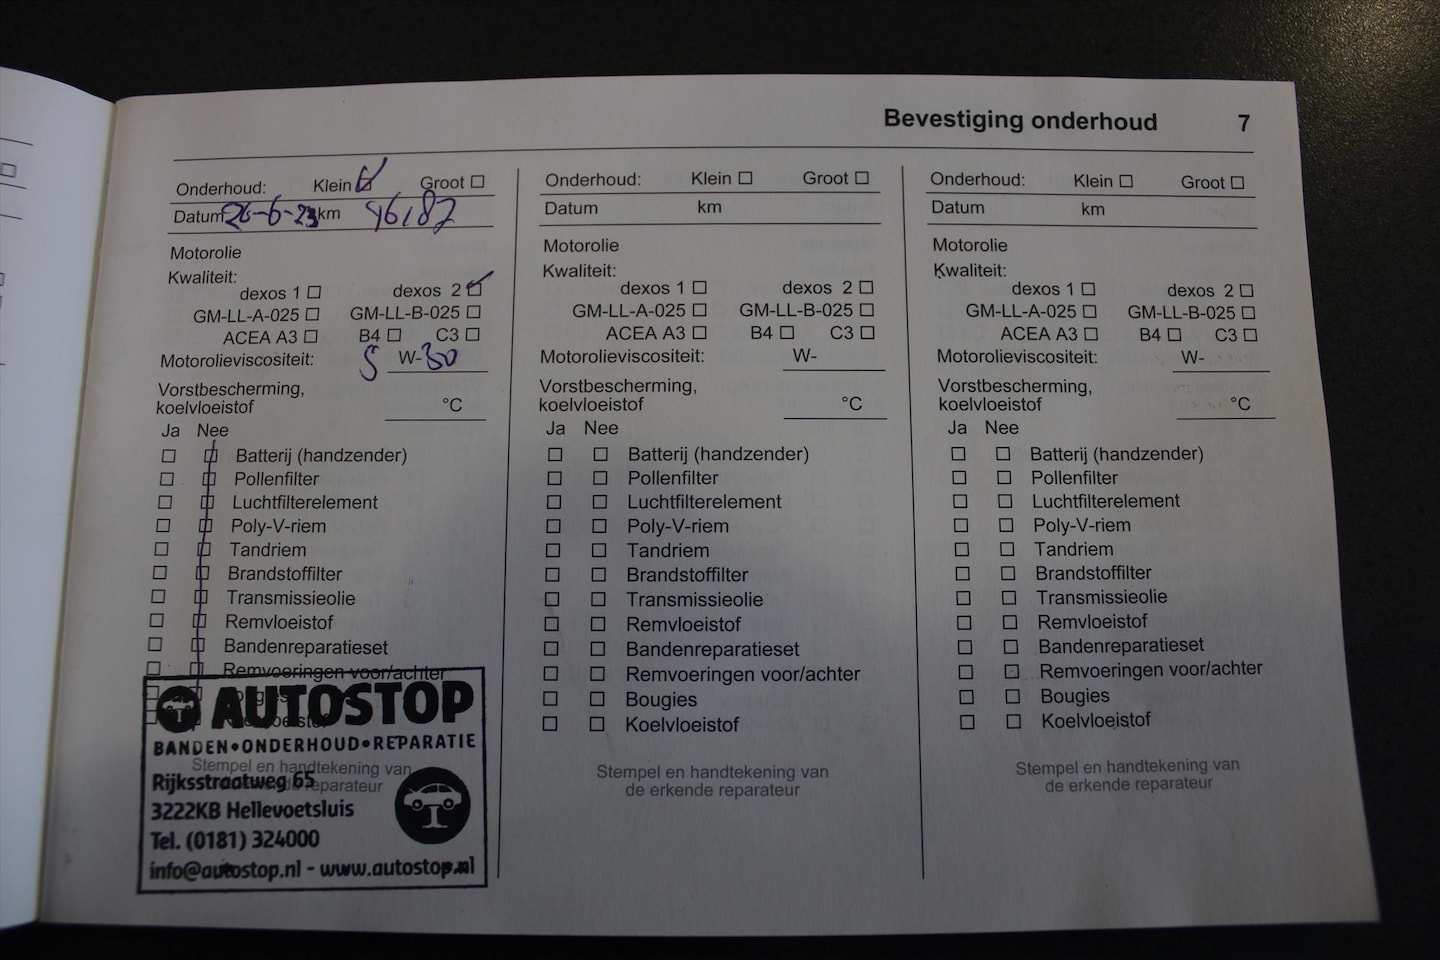 Bevestiging onderhoud 7
Onderhoud: Klein Groot
Datum 26-6-23 km
Motorolie
Kwaliteit:
dexos 1 dexos 2
GM-LL-A-025 GM-LL-B-025
ACEA A3 B4 C3
Motorolieviscositeit: 5 W-30
Vorstbescherming,
koelvloeistof °C
Ja Nee
Batterij (handzender)
Pollenfilter
Luchtfilterelement
Poly-V-riem
Tandriem
Brandstoffilter
Transmissieolie
Remvloeistof
Bandenreparatieset
Remvoeringen voor/achter
Bougies
Koelvloeistof
AUTOSTOP
BANDEN•ONDERHOUD•REPARATIE
Stempel en handtekening van
reparateur
Rijksstraatweg 65
3222KB Hellevoetsluis
Tel. (0181) 324000
info@autostop.nl - www.autostop.nl
Onderhoud: Klein Groot
Datum km
Motorolie
Kwaliteit:
dexos 1 dexos 2
GM-LL-A-025 GM-LL-B-025
ACEA A3 B4 C3
Motorolieviscositeit: W-
Vorstbescherming,
koelvloeistof °C
Ja Nee
Batterij (handzender)
Pollenfilter
Luchtfilterelement
Poly-V-riem
Tandriem
Brandstoffilter
Transmissieolie
Remvloeistof
Bandenreparatieset
Remvoeringen voor/achter
Bougies
Koelvloeistof
Stempel en handtekening van
de erkende reparateur
Onderhoud: Klein Groot
Datum km
Motorolie
Kwaliteit:
dexos 1 dexos 2
GM-LL-A-025 GM-LL-B-025
ACEA A3 B4 C3
Motorolieviscositeit: W-
Vorstbescherming,
koelvloeistof °C
Ja Nee
Batterij (handzender)
Pollenfilter
Luchtfilterelement
Poly-V-riem
Tandriem
Brandstoffilter
Transmissieolie
Remvloeistof
Bandenreparatieset
Remvoeringen voor/achter
Bougies
Koelvloeistof
Stempel en handtekening van
de erkende reparateur